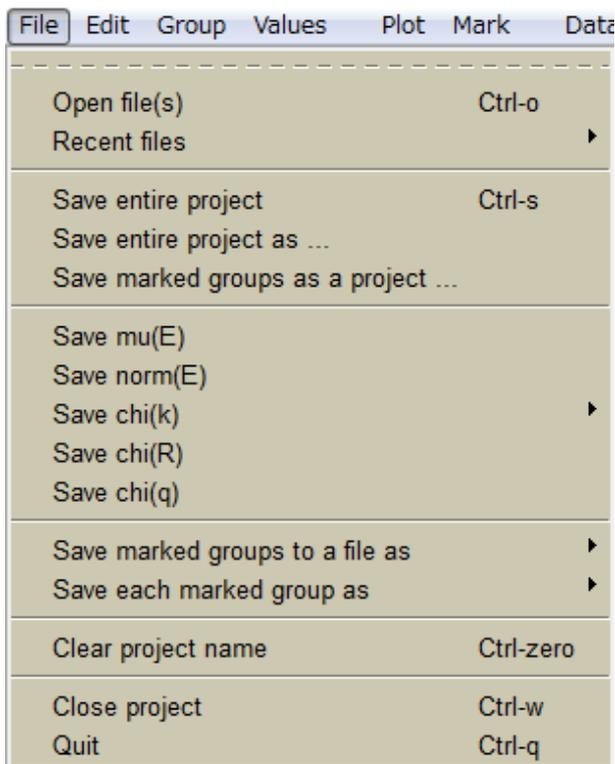 File Edit Group Values Plot Mark Data
Open file(s) Ctrl-o
Recent files
Save entire project Ctrl-s
Save entire project as ...
Save marked groups as a project ...
Save mu(E)
Save norm(E)
Save chi(k)
Save chi(R)
Save chi(q)
Save marked groups to a file as
Save each marked group as
Clear project name Ctrl-zero
Close project Ctrl-w
Quit Ctrl-q